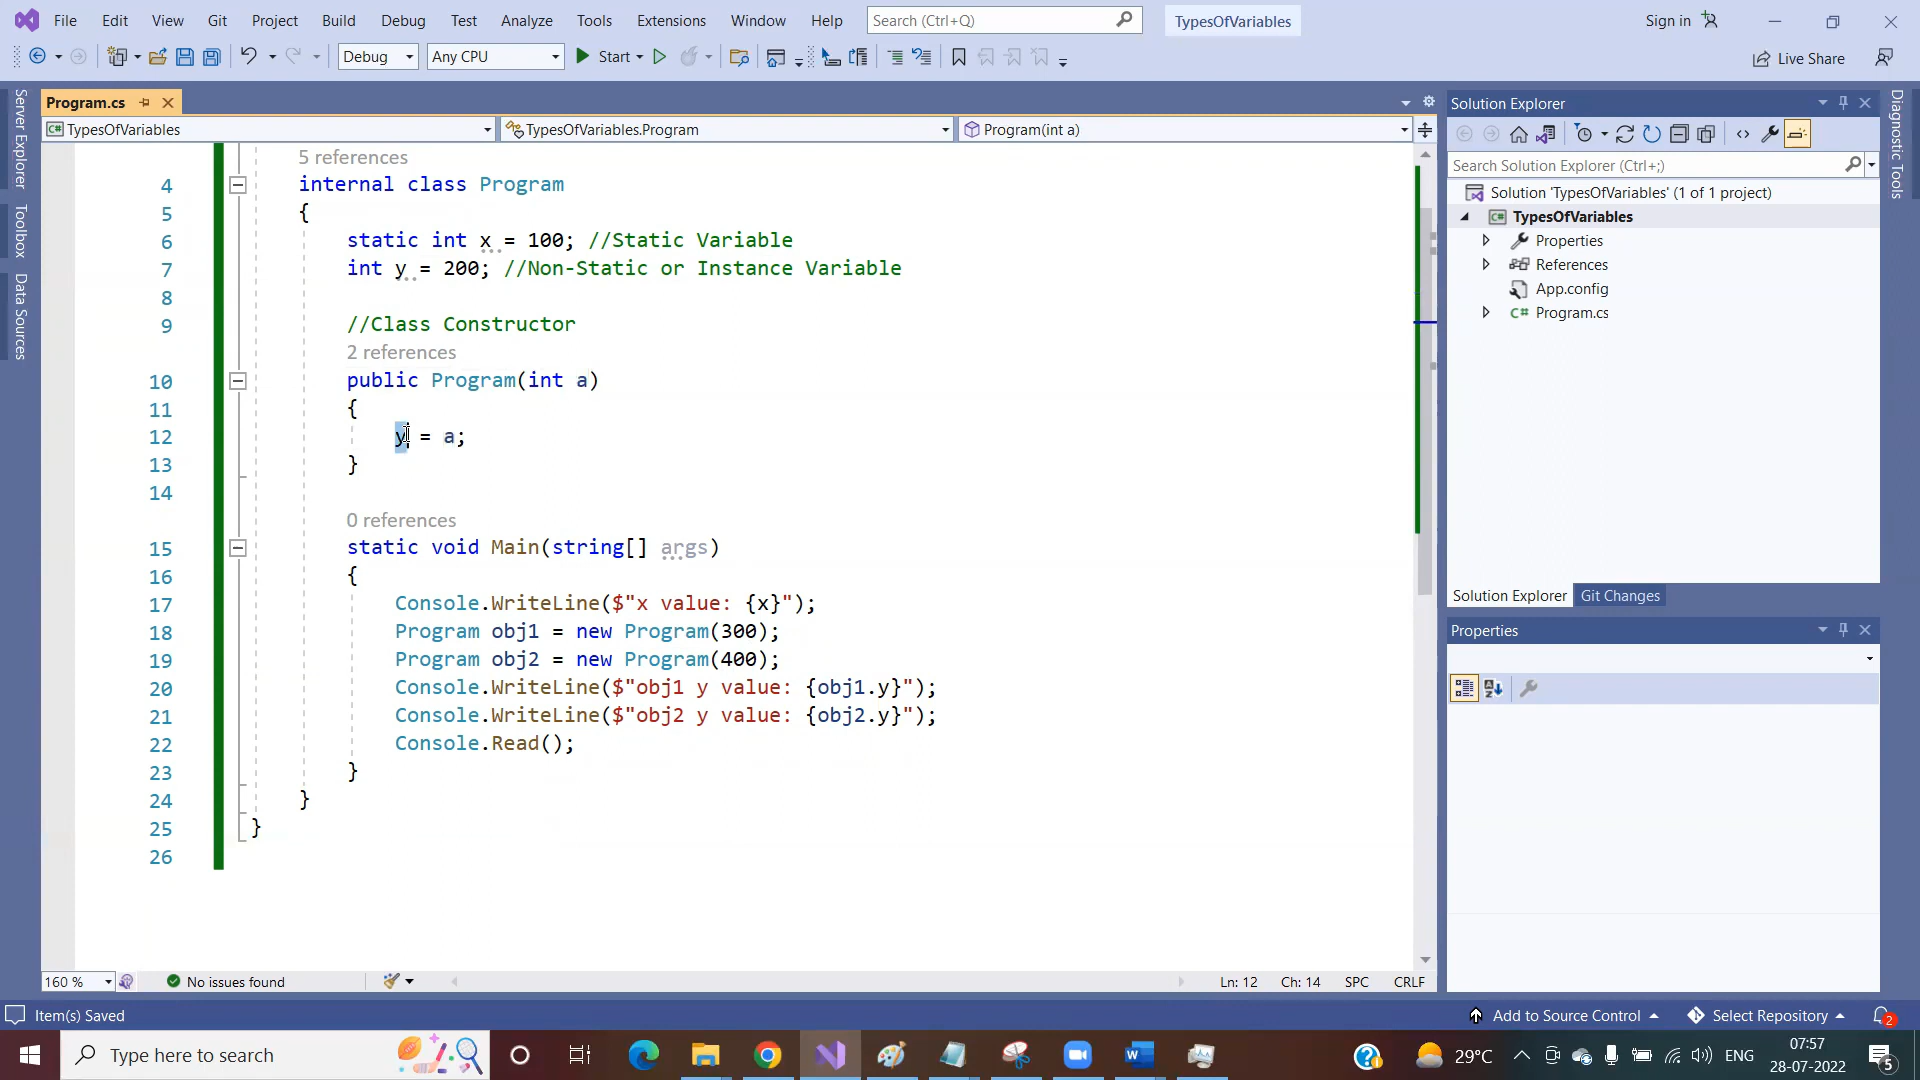 File Edit View Git Project Build Debug Test Analyze Tools Extensions Window Help Search (Ctrl+Q) TypesOfVariables Sign in
Debug Any CPU Start Live Share
Server Explorer
Toolbox
Data Sources
Program.cs
TypesOfVariables TypesOfVariables.Program Program(int a)
5 references
4 internal class Program
5 {
6 static int x = 100; //Static Variable
7 int y = 200; //Non-Static or Instance Variable
8
9 //Class Constructor
2 references
10 public Program(int a)
11 {
12 y = a;
13 }
14
0 references
15 static void Main(string[] args)
16 {
17 Console.WriteLine($"x value: {x}");
18 Program obj1 = new Program(300);
19 Program obj2 = new Program(400);
20 Console.WriteLine($"obj1 y value: {obj1.y}");
21 Console.WriteLine($"obj2 y value: {obj2.y}");
22 Console.Read();
23 }
24 }
25 }
26
160 % No issues found Ln: 12 Ch: 14 SPC CRLF
Solution Explorer
Search Solution Explorer (Ctrl+;)
Solution 'TypesOfVariables' (1 of 1 project)
C# TypesOfVariables
Properties
References
App.config
C# Program.cs
Solution Explorer Git Changes
Properties
Diagnostic Tools
Item(s) Saved Add to Source Control Select Repository 2
Type here to search 29°C ENG 07:57
28-07-2022 5